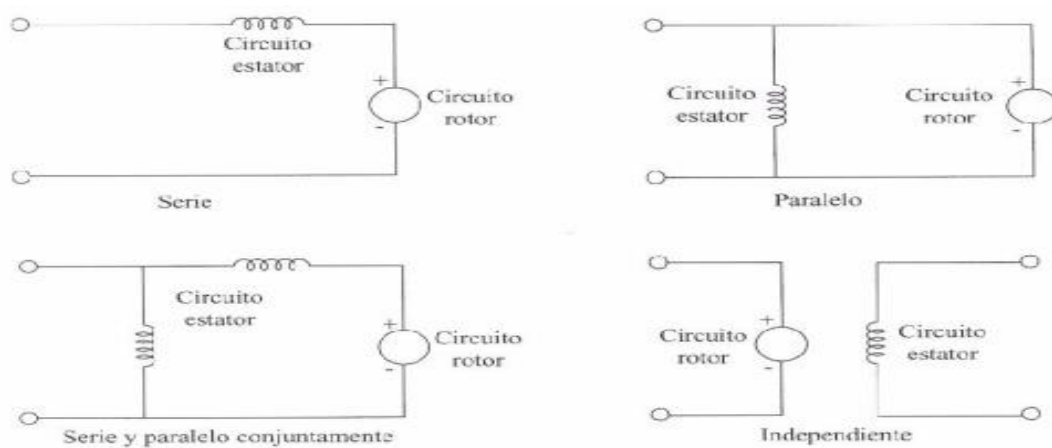 Circuito
estator
+
Circuito
rotor
-
Serie
Circuito
estator
Circuito
rotor
+
-
Paralelo
Circuito
estator
+
Circuito
rotor
-
Serie y paralelo conjuntamente
Circuito
rotor
+
-
Circuito
estator
Independiente